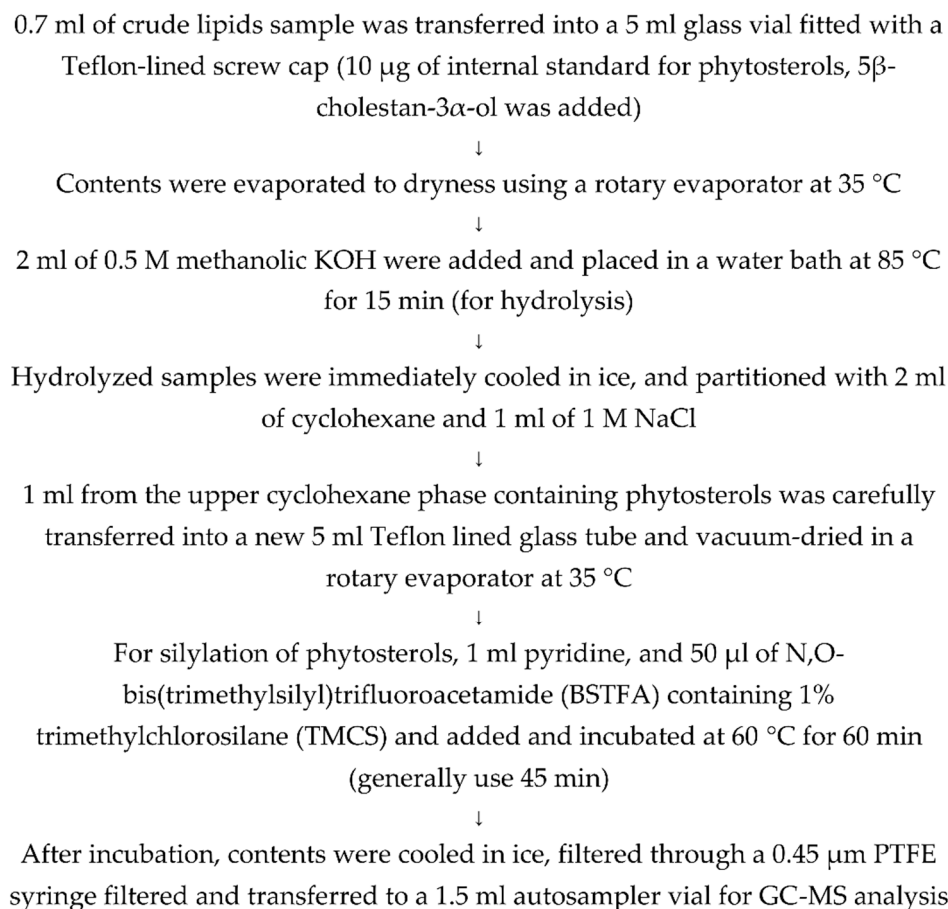 0.7 ml of crude lipids sample was transferred into a 5 ml glass vial fitted with a
Teflon-lined screw cap (10 µg of internal standard for phytosterols, 5β-
cholestan-3α-ol was added)
↓
Contents were evaporated to dryness using a rotary evaporator at 35 °C
↓
2 ml of 0.5 M methanolic KOH were added and placed in a water bath at 85 °C
for 15 min (for hydrolysis)
↓
Hydrolyzed samples were immediately cooled in ice, and partitioned with 2 ml
of cyclohexane and 1 ml of 1 M NaCl
↓
1 ml from the upper cyclohexane phase containing phytosterols was carefully
transferred into a new 5 ml Teflon lined glass tube and vacuum-dried in a
rotary evaporator at 35 °C
↓
For silylation of phytosterols, 1 ml pyridine, and 50 µl of N,O-
bis(trimethylsilyl)trifluoroacetamide (BSTFA) containing 1%
trimethylchlorosilane (TMCS) and added and incubated at 60 °C for 60 min
(generally use 45 min)
↓
After incubation, contents were cooled in ice, filtered through a 0.45 µm PTFE
syringe filtered and transferred to a 1.5 ml autosampler vial for GC-MS analysis